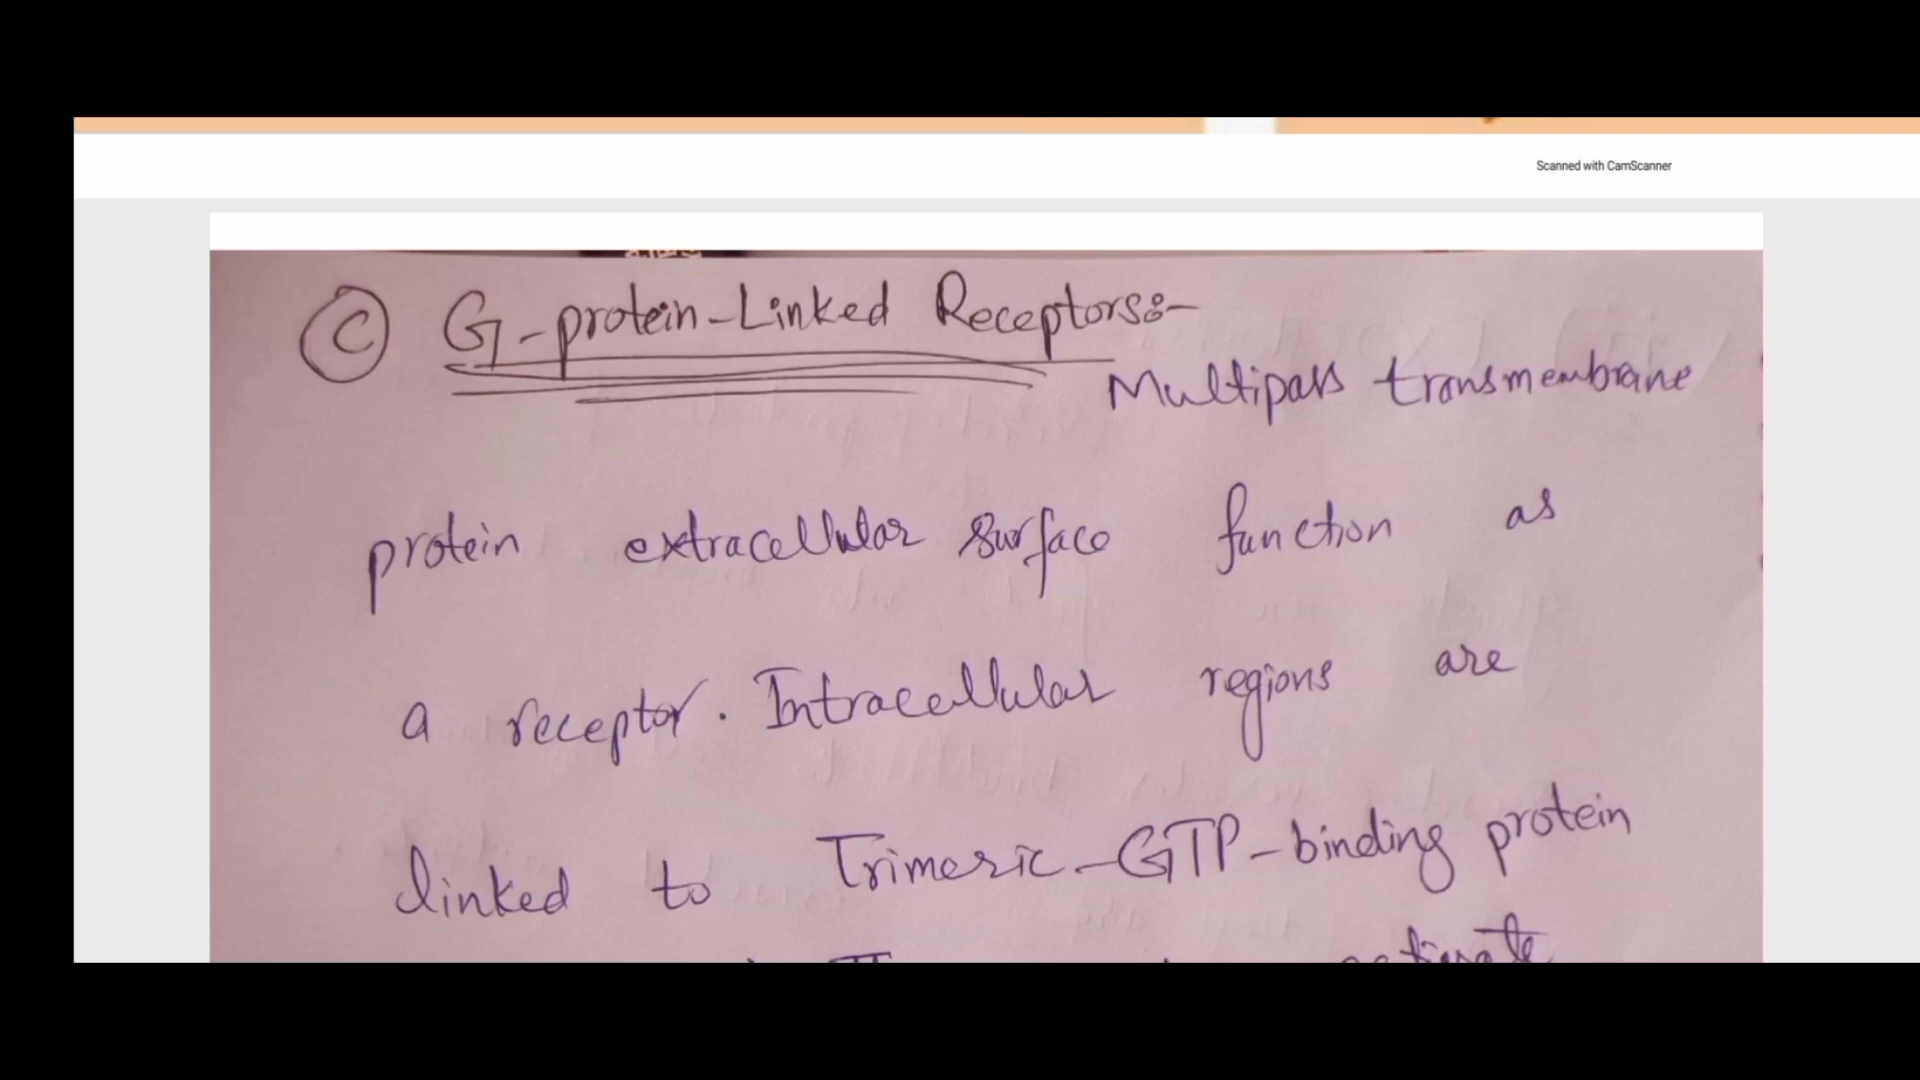 Scanned with CamScanner
C G-protein-Linked Receptors:-
Multipass transmembrane
protein extracellular surface function as
a receptor. Intracellular regions are
linked to Trimeric-GTP-binding protein
activate